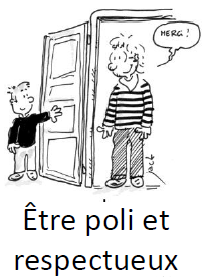 MERCI !
Être poli et
respectueux